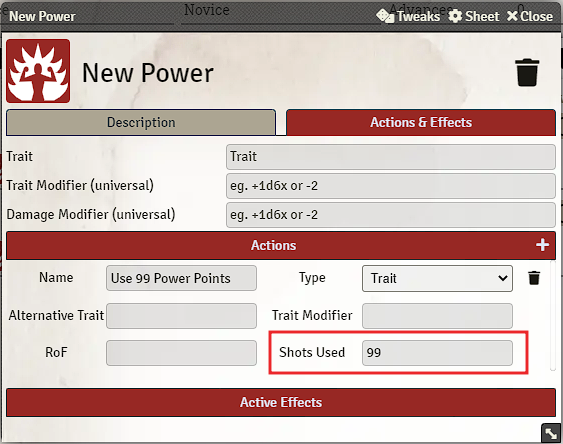 Novice
Advances
0
New Power
Tweaks
Sheet
Close
New Power
Description
Actions & Effects
Trait
Trait
Trait Modifier (universal)
eg. +1d6x or -2
Damage Modifier (universal)
eg. +1d6x or -2
Actions
+
Name
Use 99 Power Points
Type
Trait
Alternative Trait
Trait Modifier
RoF
Shots Used
99
Active Effects